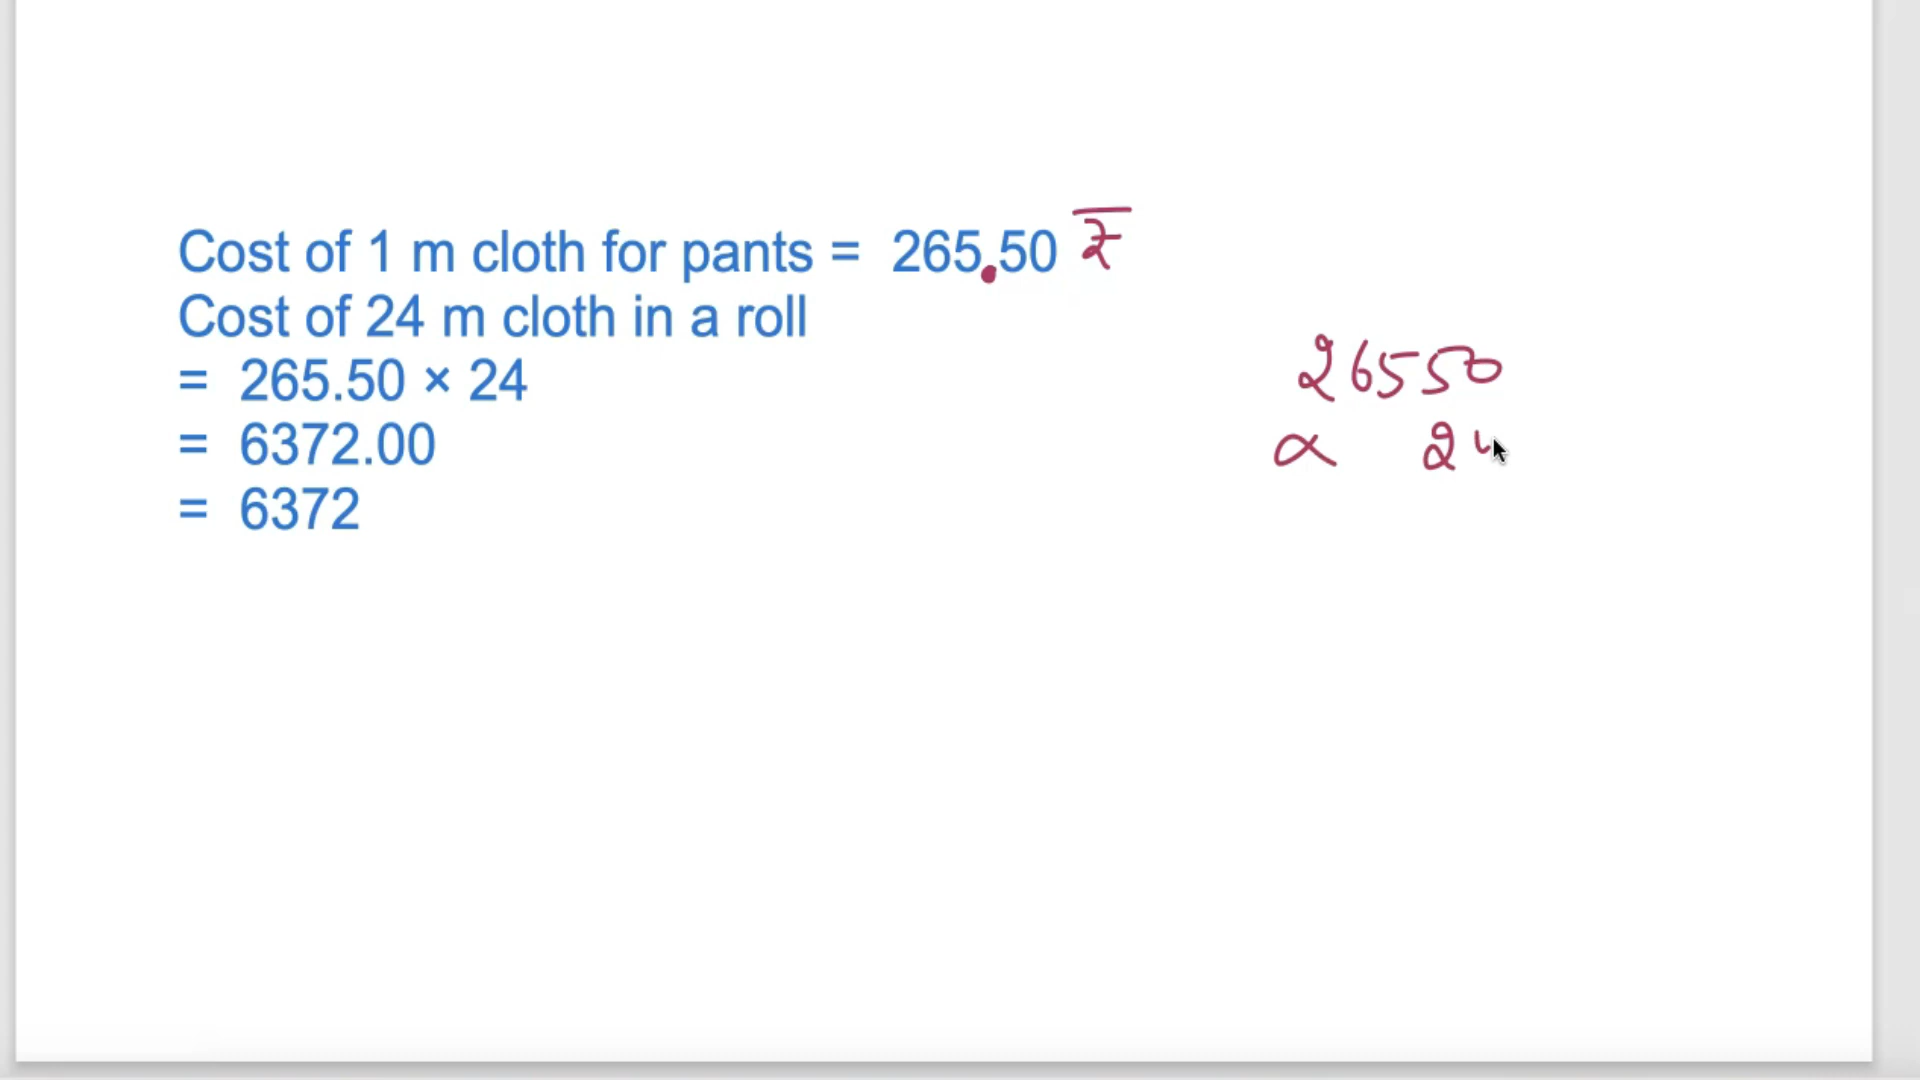 Cost of 1 m cloth for pants = 265.50 ₹
Cost of 24 m cloth in a roll
= 265.50 × 24
= 6372.00
= 6372
26550
× 24